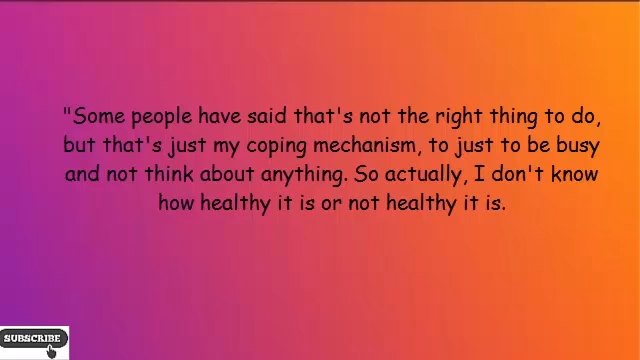 "Some people have said that's not the right thing to do,
but that's just my coping mechanism, to just to be busy
and not think about anything. So actually, I don't know
how healthy it is or not healthy it is.
SUBSCRIBE